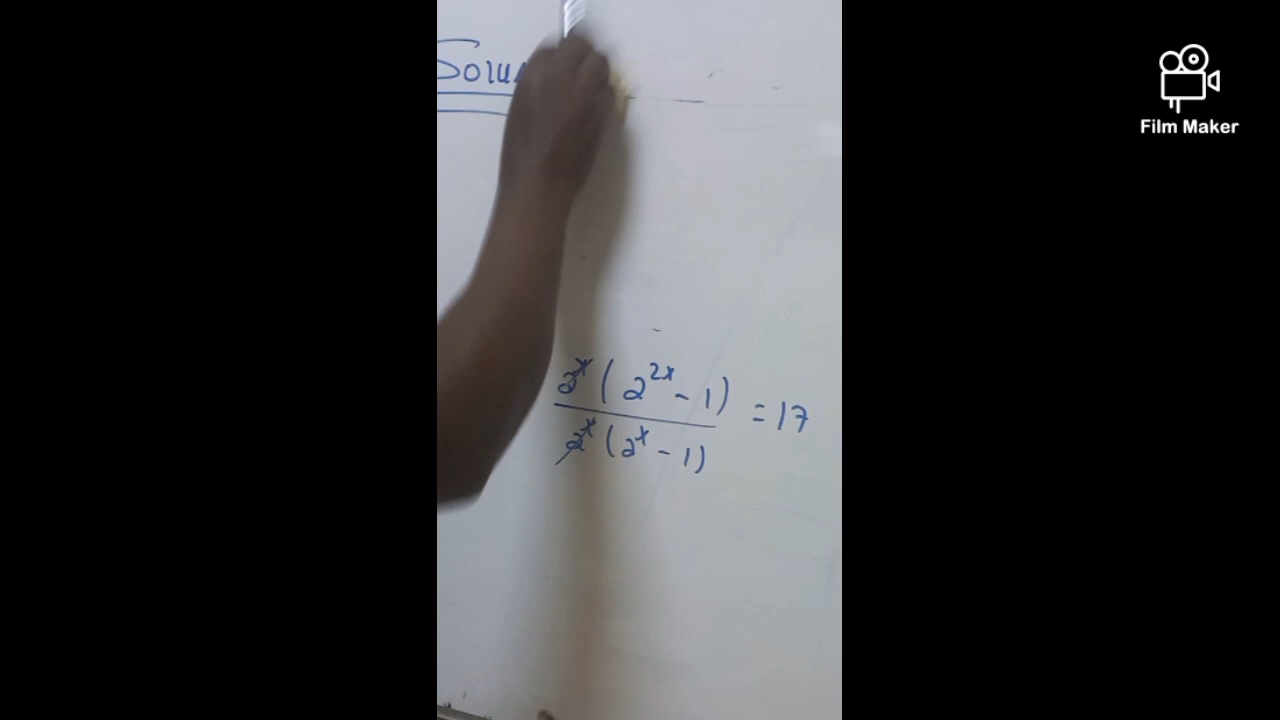 Film Maker
2^x ( 2^2x - 1 )
= 17
2^x ( 2^x - 1 )